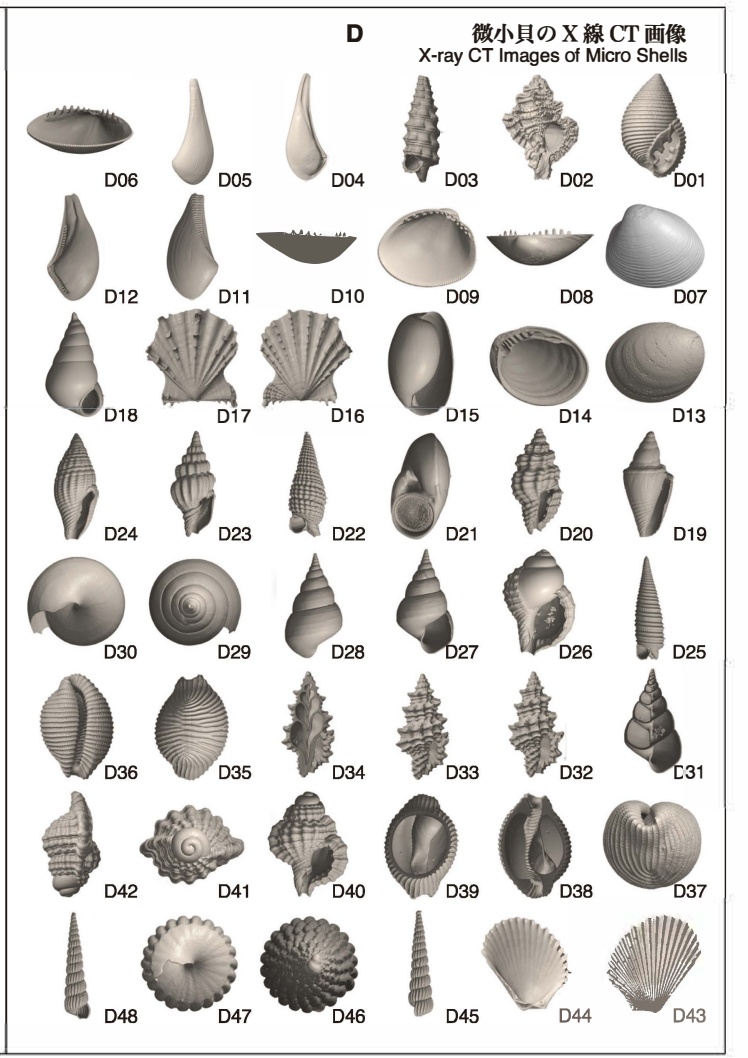 D
微小貝のX線CT画像
X-ray CT Images of Micro Shells
D06 D05 D04 D03 D02 D01
D12 D11 D10 D09 D08 D07
D18 D17 D16 D15 D14 D13
D24 D23 D22 D21 D20 D19
D30 D29 D28 D27 D26 D25
D36 D35 D34 D33 D32 D31
D42 D41 D40 D39 D38 D37
D48 D47 D46 D45 D44 D43